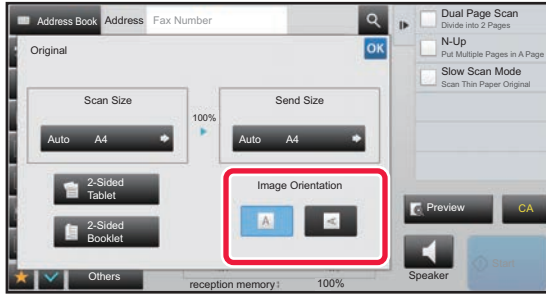 Address Book Address Fax Number
Dual Page Scan
Divide into 2 Pages
N-Up
Put Multiple Pages in A Page
Slow Scan Mode
Scan Thin Paper Original
Original
OK
Scan Size
100%
Send Size
Auto A4
Auto A4
2-Sided
Tablet
2-Sided
Booklet
Image Orientation
A
A
Preview
CA
Speaker
Start
Others
reception memory: 100%